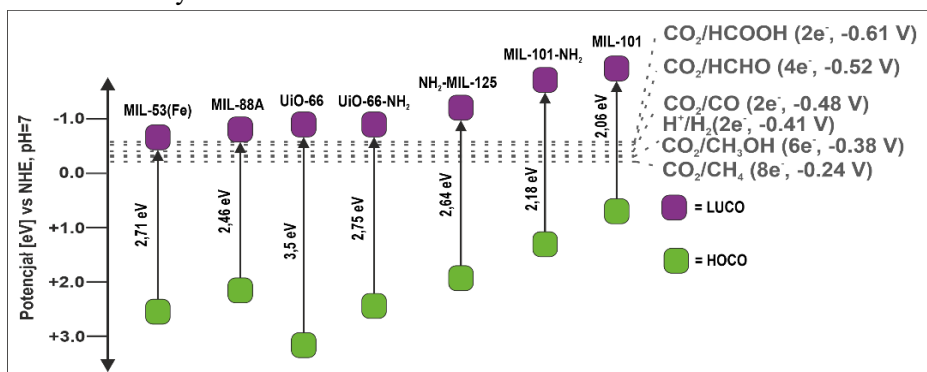 CO₂/HCOOH (2e⁻, -0.61 V)
CO₂/HCHO (4e⁻, -0.52 V)
CO₂/CO (2e⁻, -0.48 V)
H⁺/H₂(2e⁻, -0.41 V)
CO₂/CH₃OH (6e⁻, -0.38 V)
CO₂/CH₄ (8e⁻, -0.24 V)
MIL-53(Fe)
MIL-88A
UiO-66
UiO-66-NH₂
NH₂-MIL-125
MIL-101-NH₂
MIL-101
Potencjał [eV] vs NHE, pH=7
-1.0
0.0
+1.0
+2.0
+3.0
2,71 eV
2,46 eV
3,5 eV
2,75 eV
2,64 eV
2,18 eV
2,06 eV
= LUCO
= HOCO